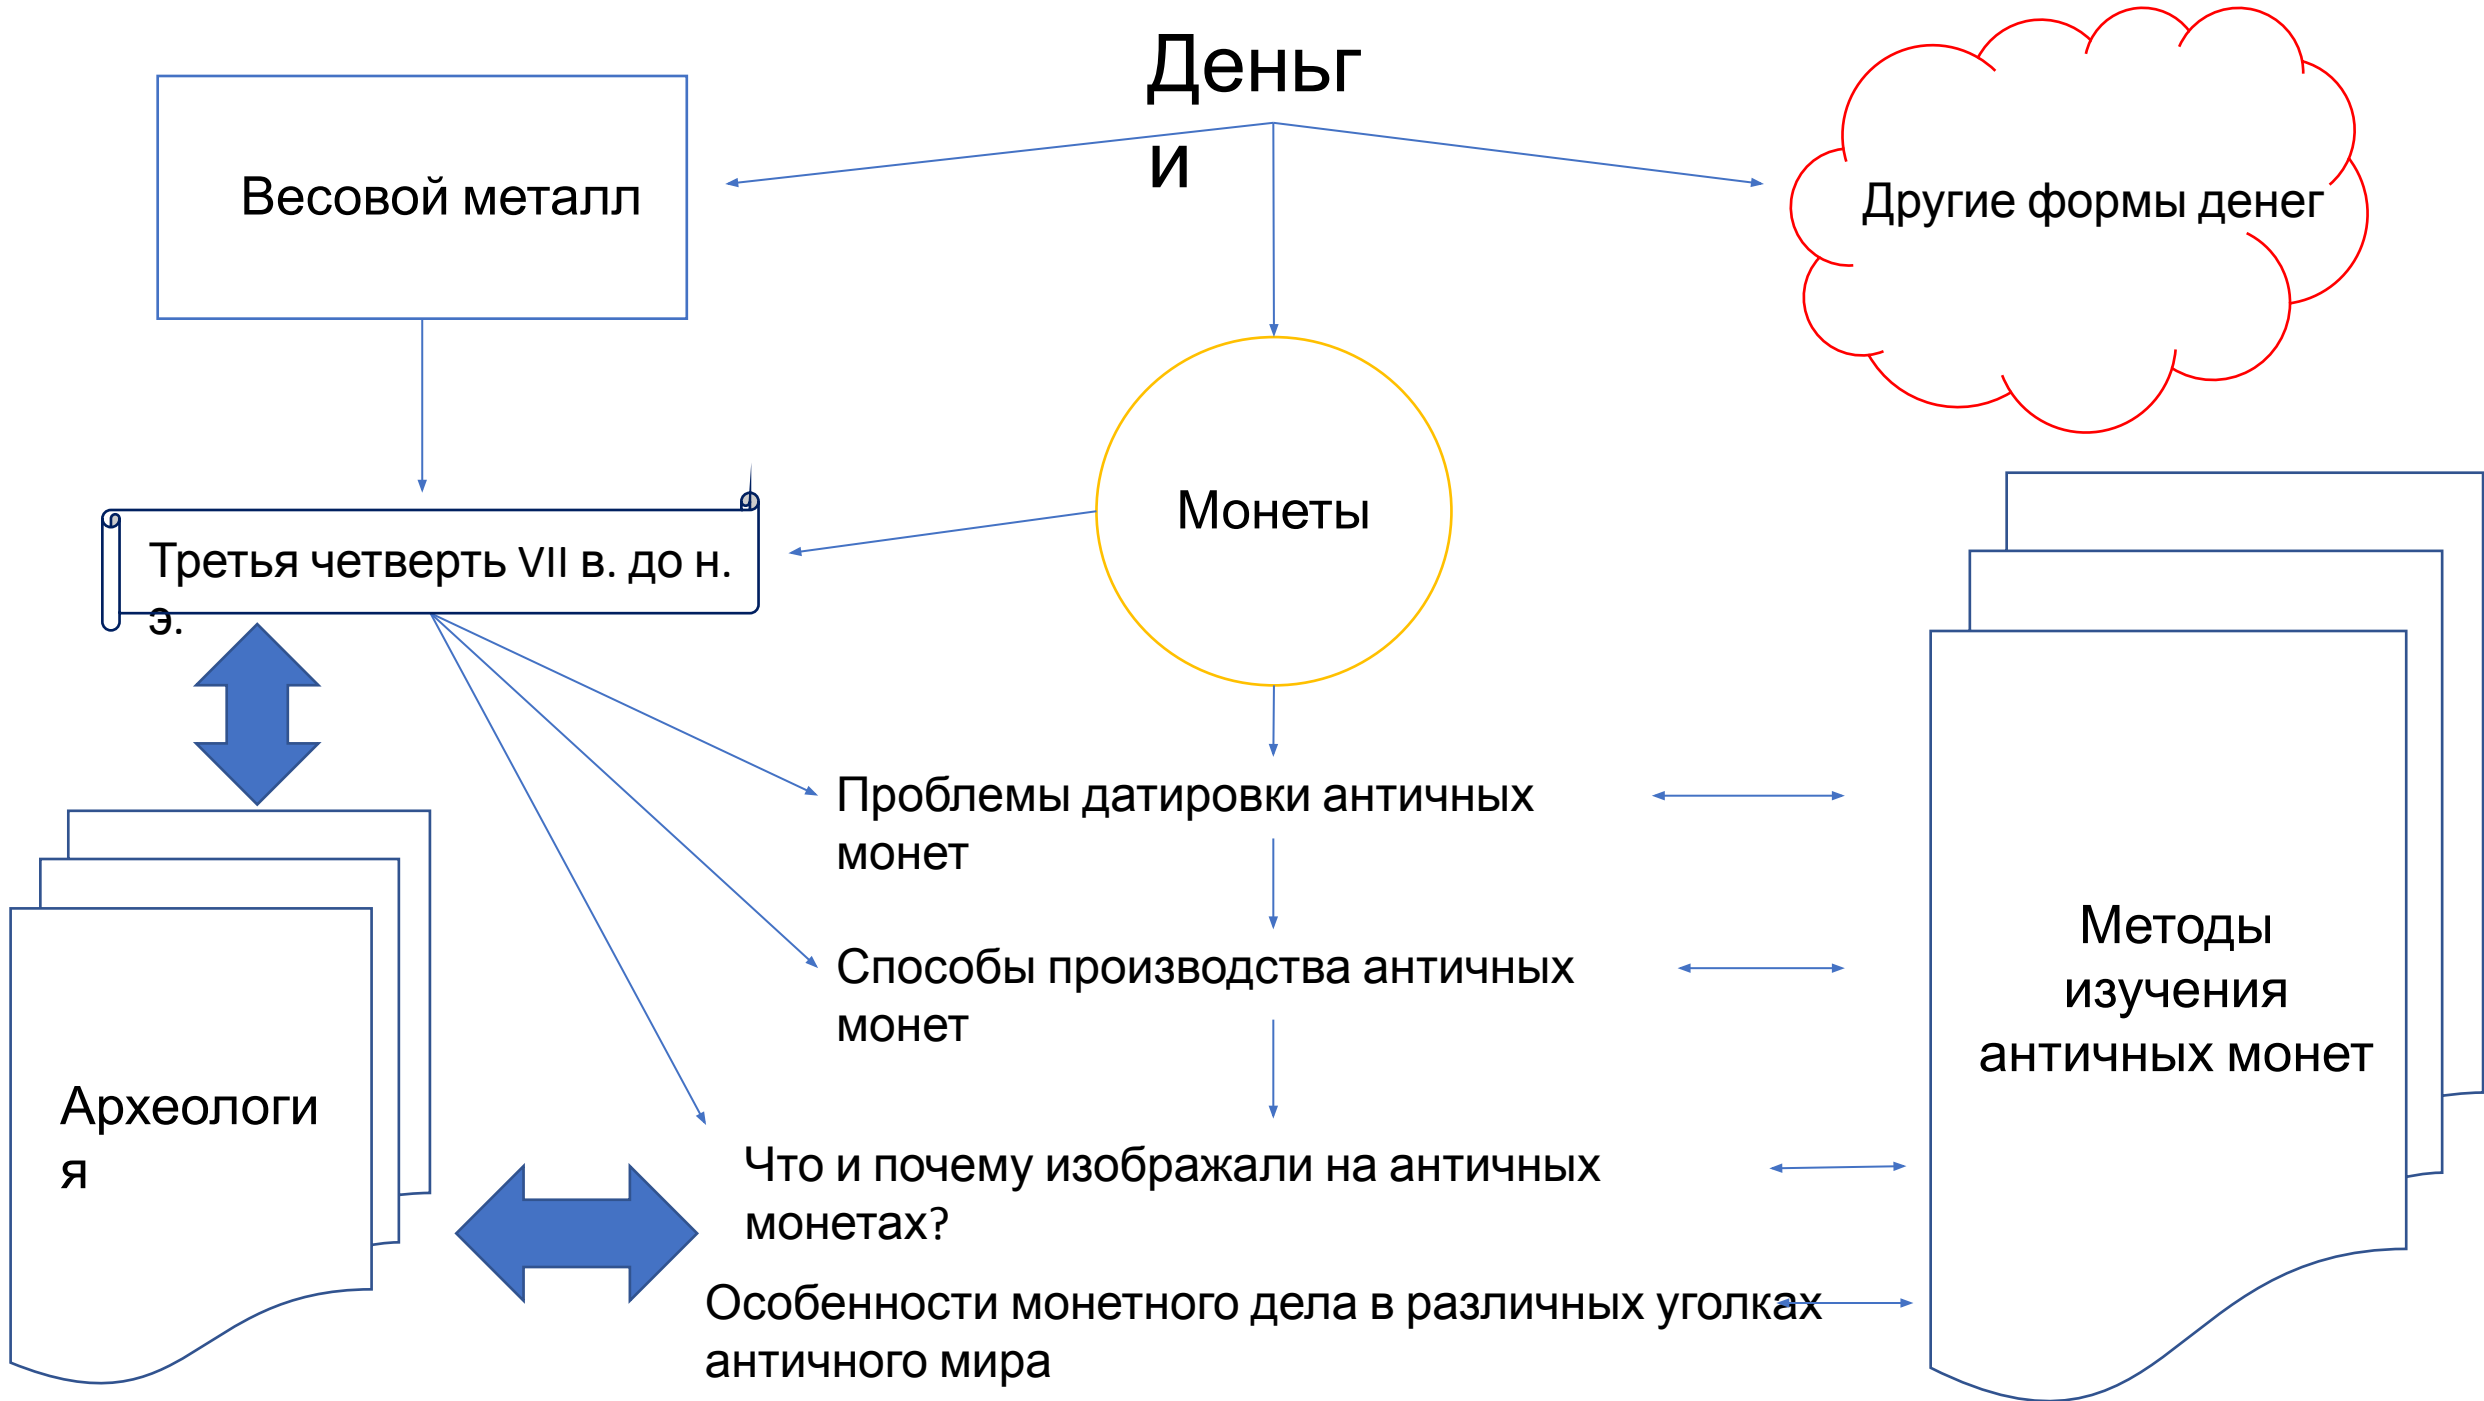 Деньг
и
Весовой металл
Другие формы денег
Монеты
Третья четверть VII в. до н.
э.
Проблемы датировки античных
монет
Способы производства античных
монет
Что и почему изображали на античных
монетах?
Особенности монетного дела в различных уголках
античного мира
Археологи
я
Методы
изучения
античных монет